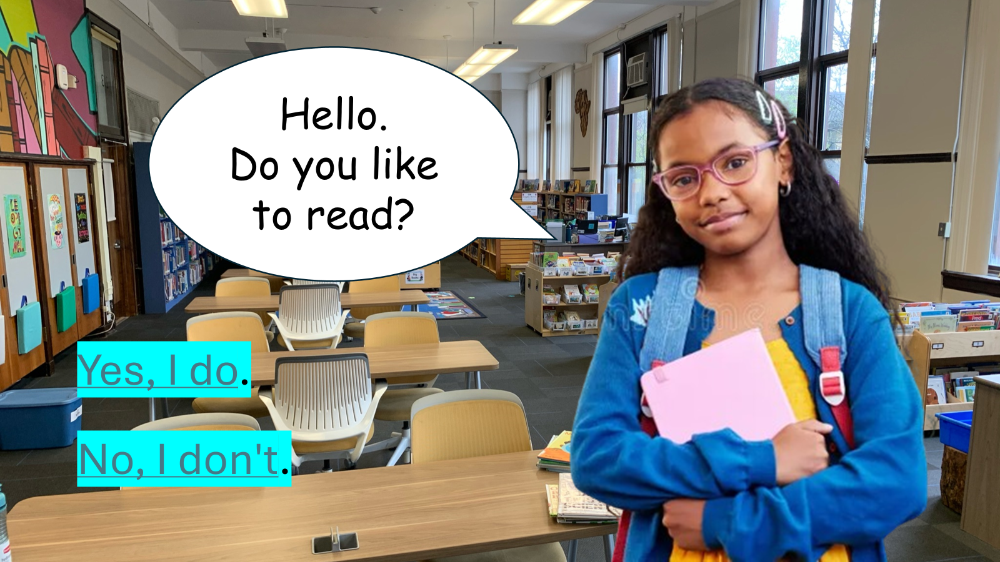 Hello.
Do you like
to read?
Yes, I do.
No, I don't.